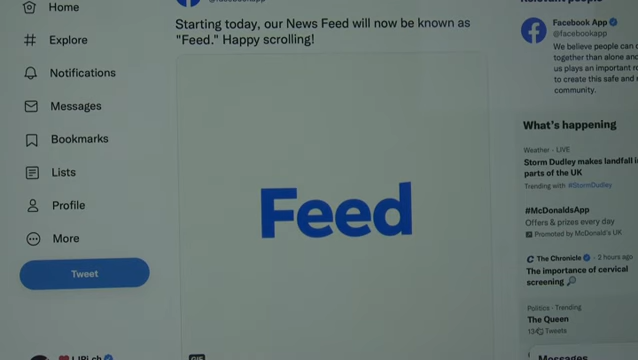 Home
Explore
Notifications
Messages
Bookmarks
Lists
Profile
More
Tweet
Starting today, our News Feed will now be known as
"Feed." Happy scrolling!
Feed
GIF
Facebook App
@facebookapp
We believe people can
together than alone and
us plays an important
to create this safe and
community.
What's happening
Weather · LIVE
Storm Dudley makes landfall
parts of the UK
Trending with #StormDudley
#McDonaldsApp
Offers & prizes every day
Promoted by McDonald's UK
The Chronicle · 2 hours ago
The importance of cervical
screening
Politics · Trending
The Queen
Tweets
Messages